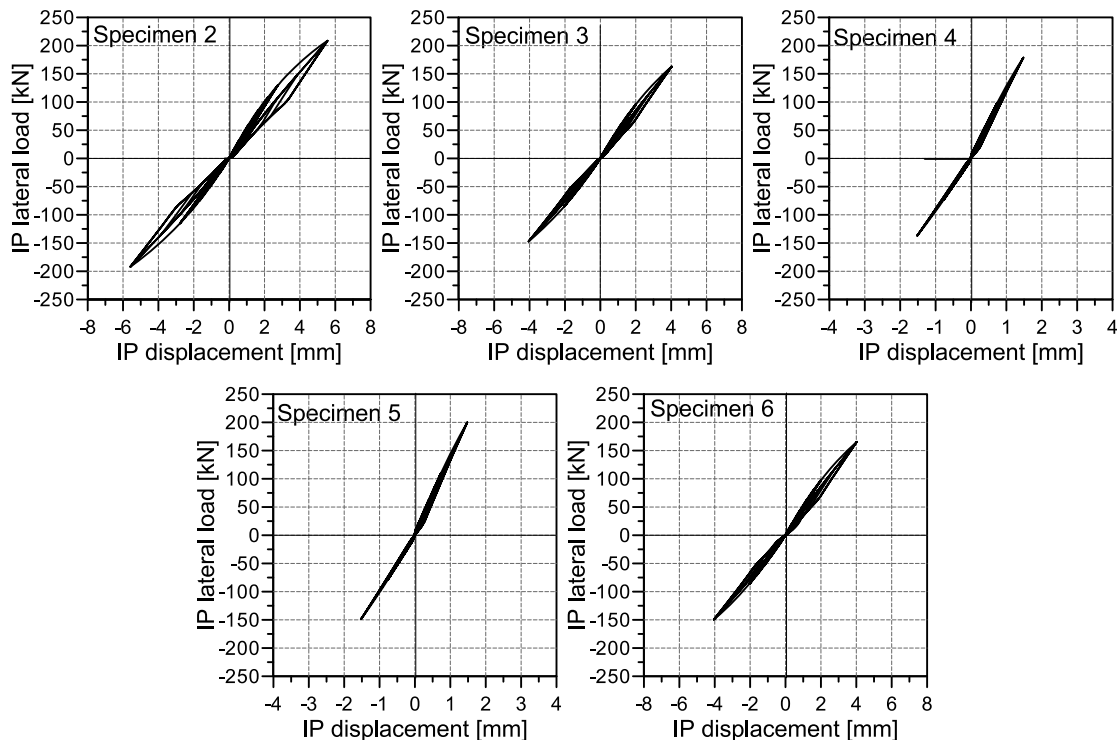 Specimen 2
250
200
150
100
50
0
-50
-100
-150
-200
-250
IP lateral load [kN]
-8 -6 -4 -2 0 2 4 6 8
IP displacement [mm]
Specimen 3
250
200
150
100
50
0
-50
-100
-150
-200
-250
IP lateral load [kN]
-8 -6 -4 -2 0 2 4 6 8
IP displacement [mm]
Specimen 4
250
200
150
100
50
0
-50
-100
-150
-200
-250
IP lateral load [kN]
-4 -3 -2 -1 0 1 2 3 4
IP displacement [mm]
Specimen 5
250
200
150
100
50
0
-50
-100
-150
-200
-250
IP lateral load [kN]
-4 -3 -2 -1 0 1 2 3 4
IP displacement [mm]
Specimen 6
250
200
150
100
50
0
-50
-100
-150
-200
-250
IP lateral load [kN]
-8 -6 -4 -2 0 2 4 6 8
IP displacement [mm]